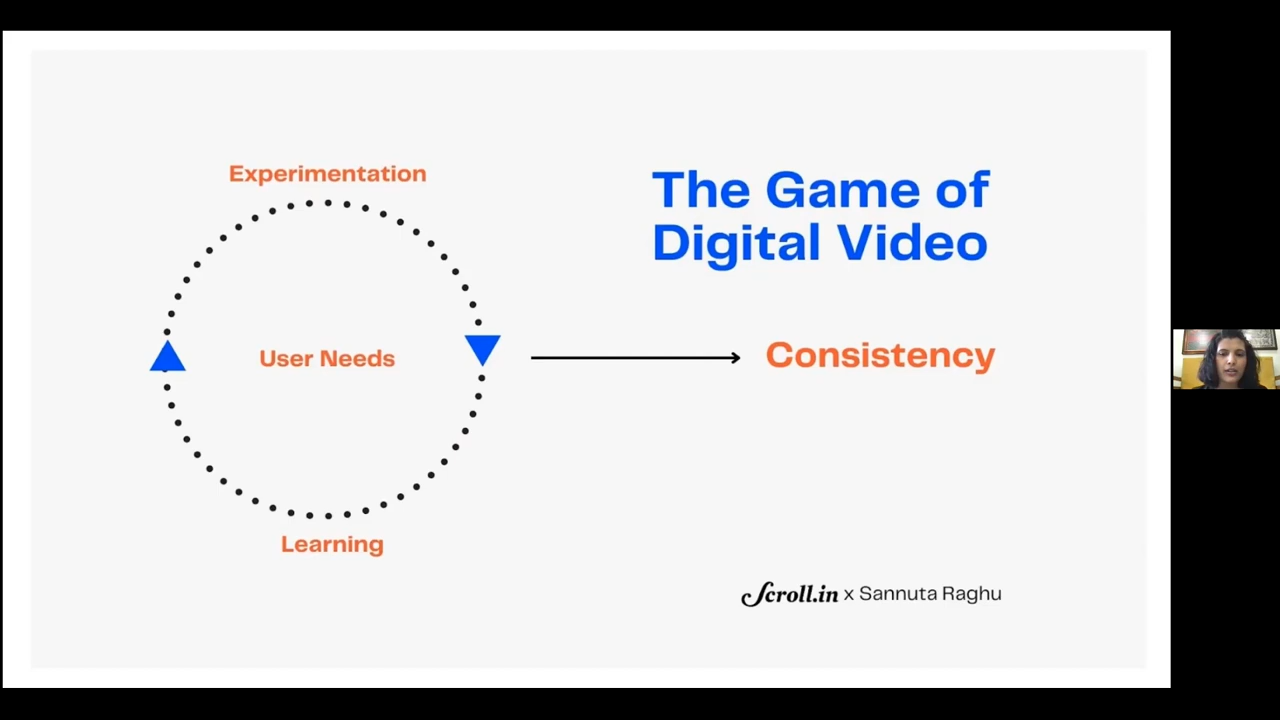 Experimentation
The Game of
Digital Video
User Needs
Consistency
Learning
Scroll.in x Sannuta Raghu